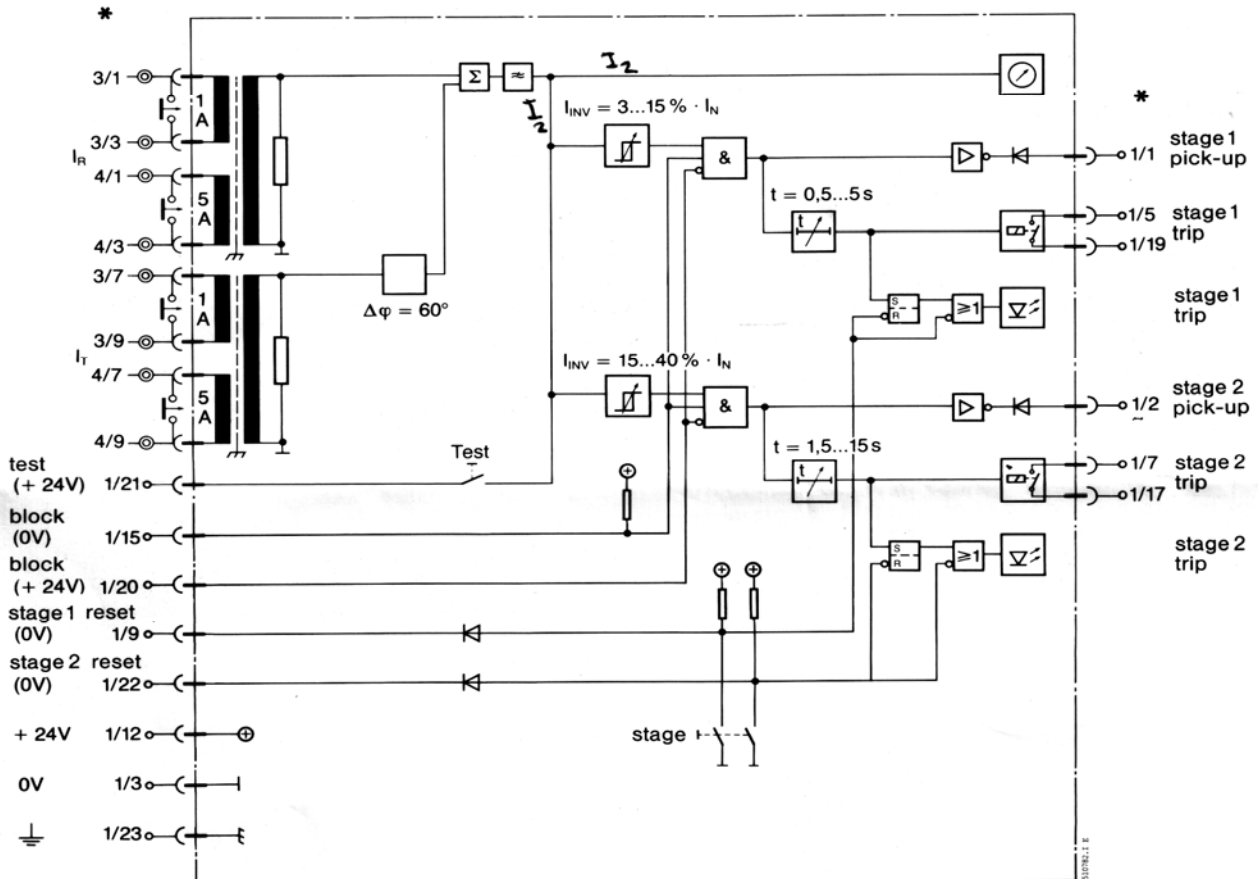 *
3/1
1 A
3/3
I_R
4/1
5 A
4/3
3/7
1 A
3/9
I_T
4/7
5 A
4/9
Δφ = 60°
Σ
≈
I₂
I₂
I_INV = 3...15 % · I_N
&
t = 0,5...5 s
t
S
R
≥1
I_INV = 15...40 % · I_N
&
t = 1,5...15 s
t
S
R
≥1
*
1/1 stage 1 pick-up
1/5 stage 1 trip
1/19
stage 1 trip
1/2 stage 2 pick-up
~
1/7 stage 2 trip
1/17
stage 2 trip
test
(+ 24V) 1/21
Test
block
(0V) 1/15
block
(+ 24V) 1/20
stage 1 reset
(0V) 1/9
stage 2 reset
(0V) 1/22
+ 24V 1/12
stage
0V 1/3
1/23
510782.1 E